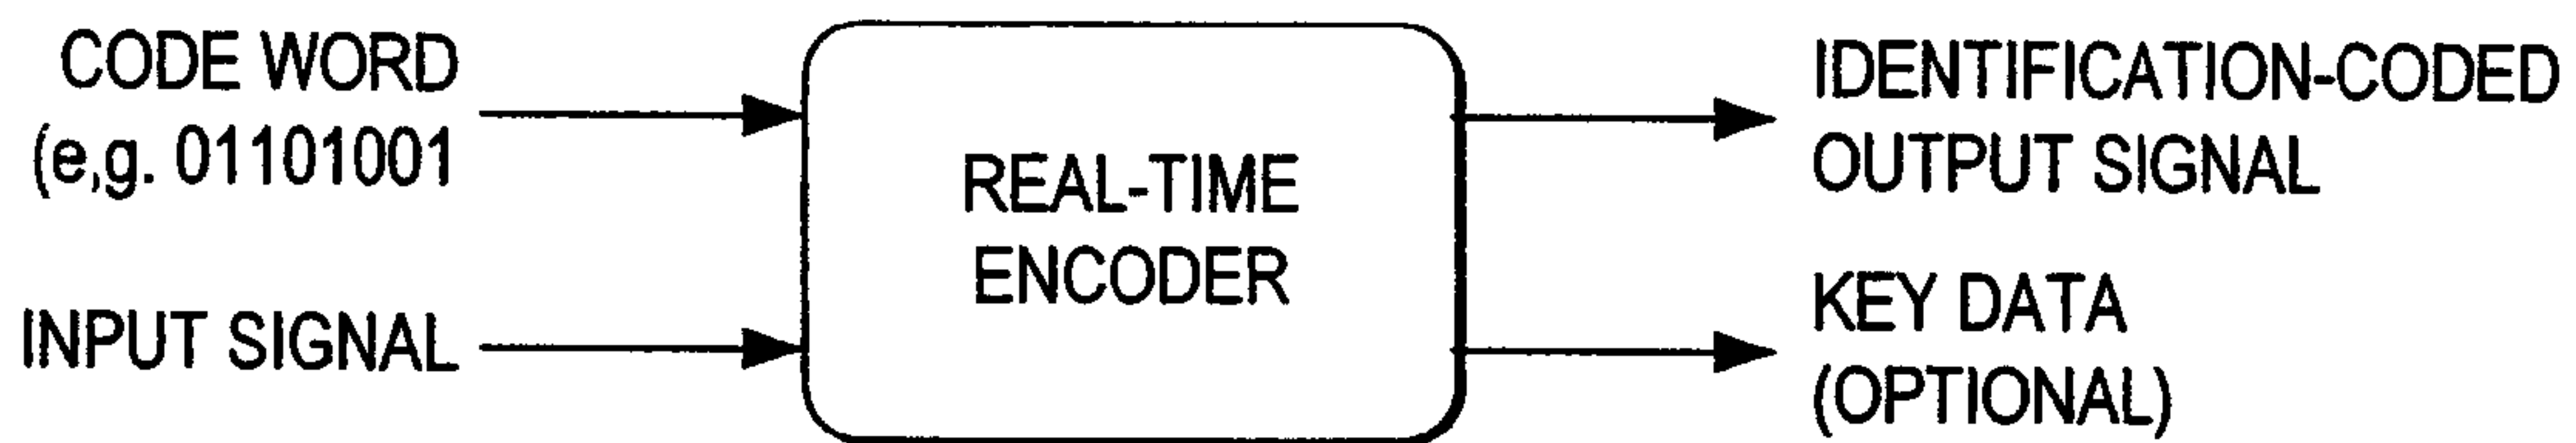 CODE WORD
(e,g. 01101001
INPUT SIGNAL
REAL-TIME
ENCODER
IDENTIFICATION-CODED
OUTPUT SIGNAL
KEY DATA
(OPTIONAL)